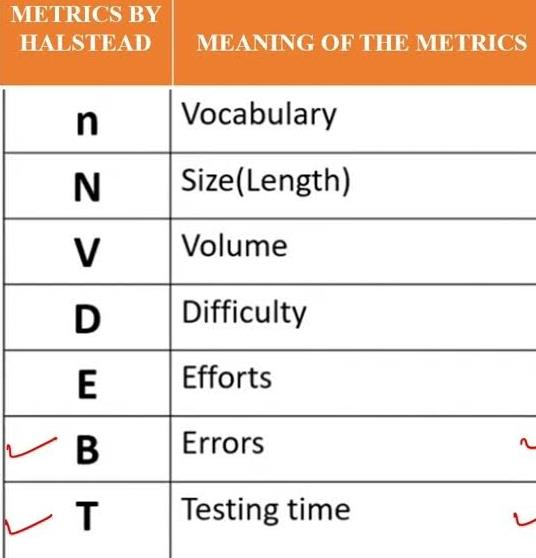 METRICS BY
HALSTEAD
MEANING OF THE METRICS
n Vocabulary
N Size(Length)
V Volume
D Difficulty
E Efforts
B Errors
T Testing time